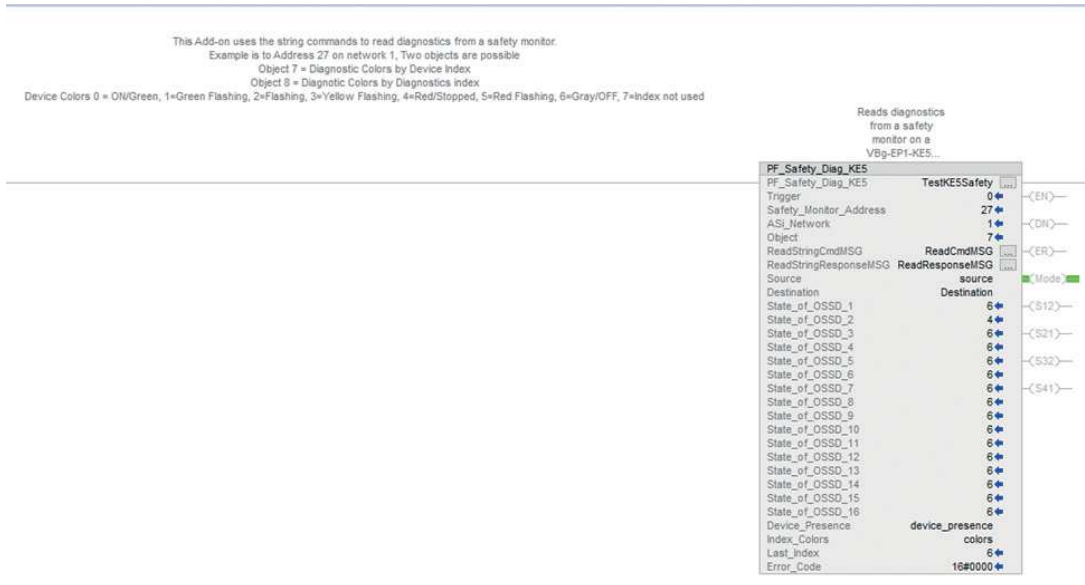 This Add-on uses the string commands to read diagnostics from a safety monitor.
Example is to Address 27 on network 1, Two objects are possible
Object 7 = Diagnostic Colors by Device Index
Object 8 = Diagnotic Colors by Diagnostics index
Device Colors 0 = ON/Green, 1=Green Flashing, 2=Flashing, 3=Yellow Flashing, 4=Red/Stopped, 5=Red Flashing, 6=Gray/OFF, 7=Index not used
Reads diagnostics
from a safety
monitor on a
VBg-EP1-KE5...
PF_Safety_Diag_KE5
PF_Safety_Diag_KE5 TestKE5Safety ...
Trigger 0 (EN)
Safety_Monitor_Address 27
ASi_Network 1 (DN)
Object 7
ReadStringCmdMSG ReadCmdMSG ... (ER)
ReadStringResponseMSG ReadResponseMSG ...
Source source (Mode)
Destination Destination
State_of_OSSD_1 6 (S12)
State_of_OSSD_2 4
State_of_OSSD_3 6 (S21)
State_of_OSSD_4 6
State_of_OSSD_5 6 (S32)
State_of_OSSD_6 6
State_of_OSSD_7 6 (S41)
State_of_OSSD_8 6
State_of_OSSD_9 6
State_of_OSSD_10 6
State_of_OSSD_11 6
State_of_OSSD_12 6
State_of_OSSD_13 6
State_of_OSSD_14 6
State_of_OSSD_15 6
State_of_OSSD_16 6
Device_Presence device_presence
Index_Colors colors
Last_Index 6
Error_Code 16#0000